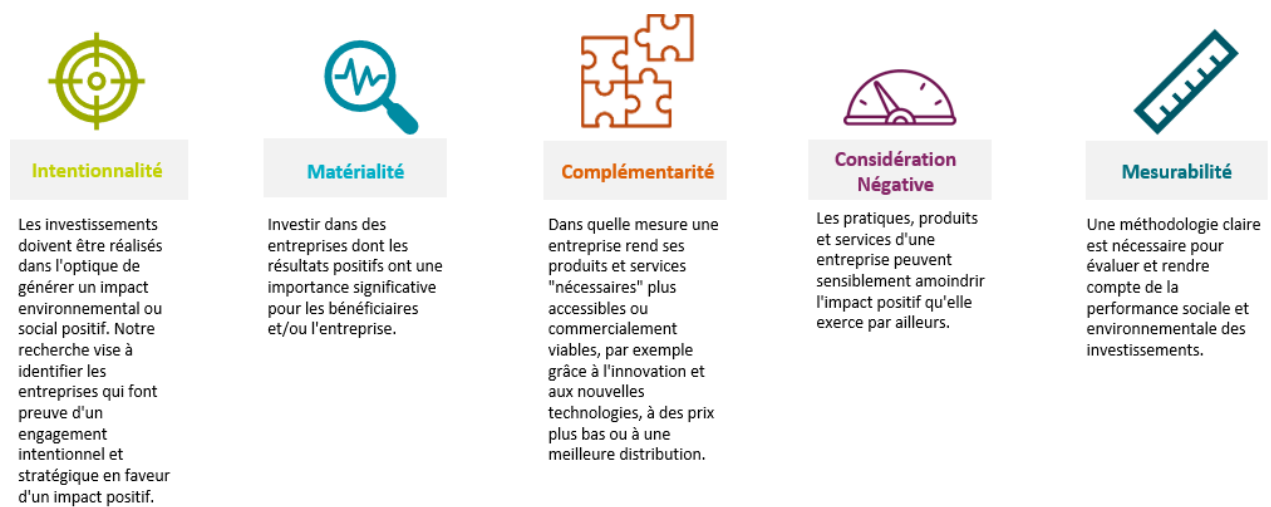 Intentionnalité
Les investissements
doivent être réalisés
dans l'optique de
générer un impact
environnemental ou
social positif. Notre
recherche vise à
identifier les
entreprises qui font
preuve d'un
engagement
intentionnel et
stratégique en faveur
d'un impact positif.
Matérialité
Investir dans des
entreprises dont les
résultats positifs ont une
importance significative
pour les bénéficiaires
et/ou l'entreprise.
Complémentarité
Dans quelle mesure une
entreprise rend ses
produits et services
"nécessaires" plus
accessibles ou
commercialement
viables, par exemple
grâce à l'innovation et
aux nouvelles
technologies, à des prix
plus bas ou à une
meilleure distribution.
Considération
Négative
Les pratiques, produits
et services d'une
entreprise peuvent
sensiblement amoindrir
l'impact positif qu'elle
exerce par ailleurs.
Mesurabilité
Une méthodologie claire
est nécessaire pour
évaluer et rendre
compte de la
performance sociale et
environnementale des
investissements.